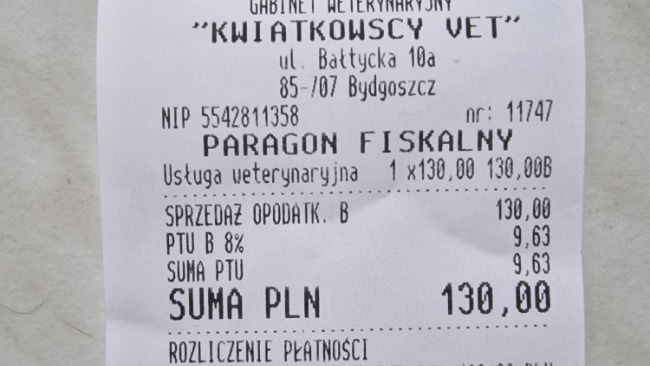 GABINET WETERYNARYJNY
"KWIATKOWSCY VET"
ul. Bałtycka 10a
85-707 Bydgoszcz
NIP 5542811358 nr: 11747
PARAGON FISKALNY
Usługa weterynaryjna 1 x130,00 130,00B
SPRZEDAŻ OPODATK. B 130,00
PTU B 8% 9,63
SUMA PTU 9,63
SUMA PLN 130,00
ROZLICZENIE PŁATNOŚCI